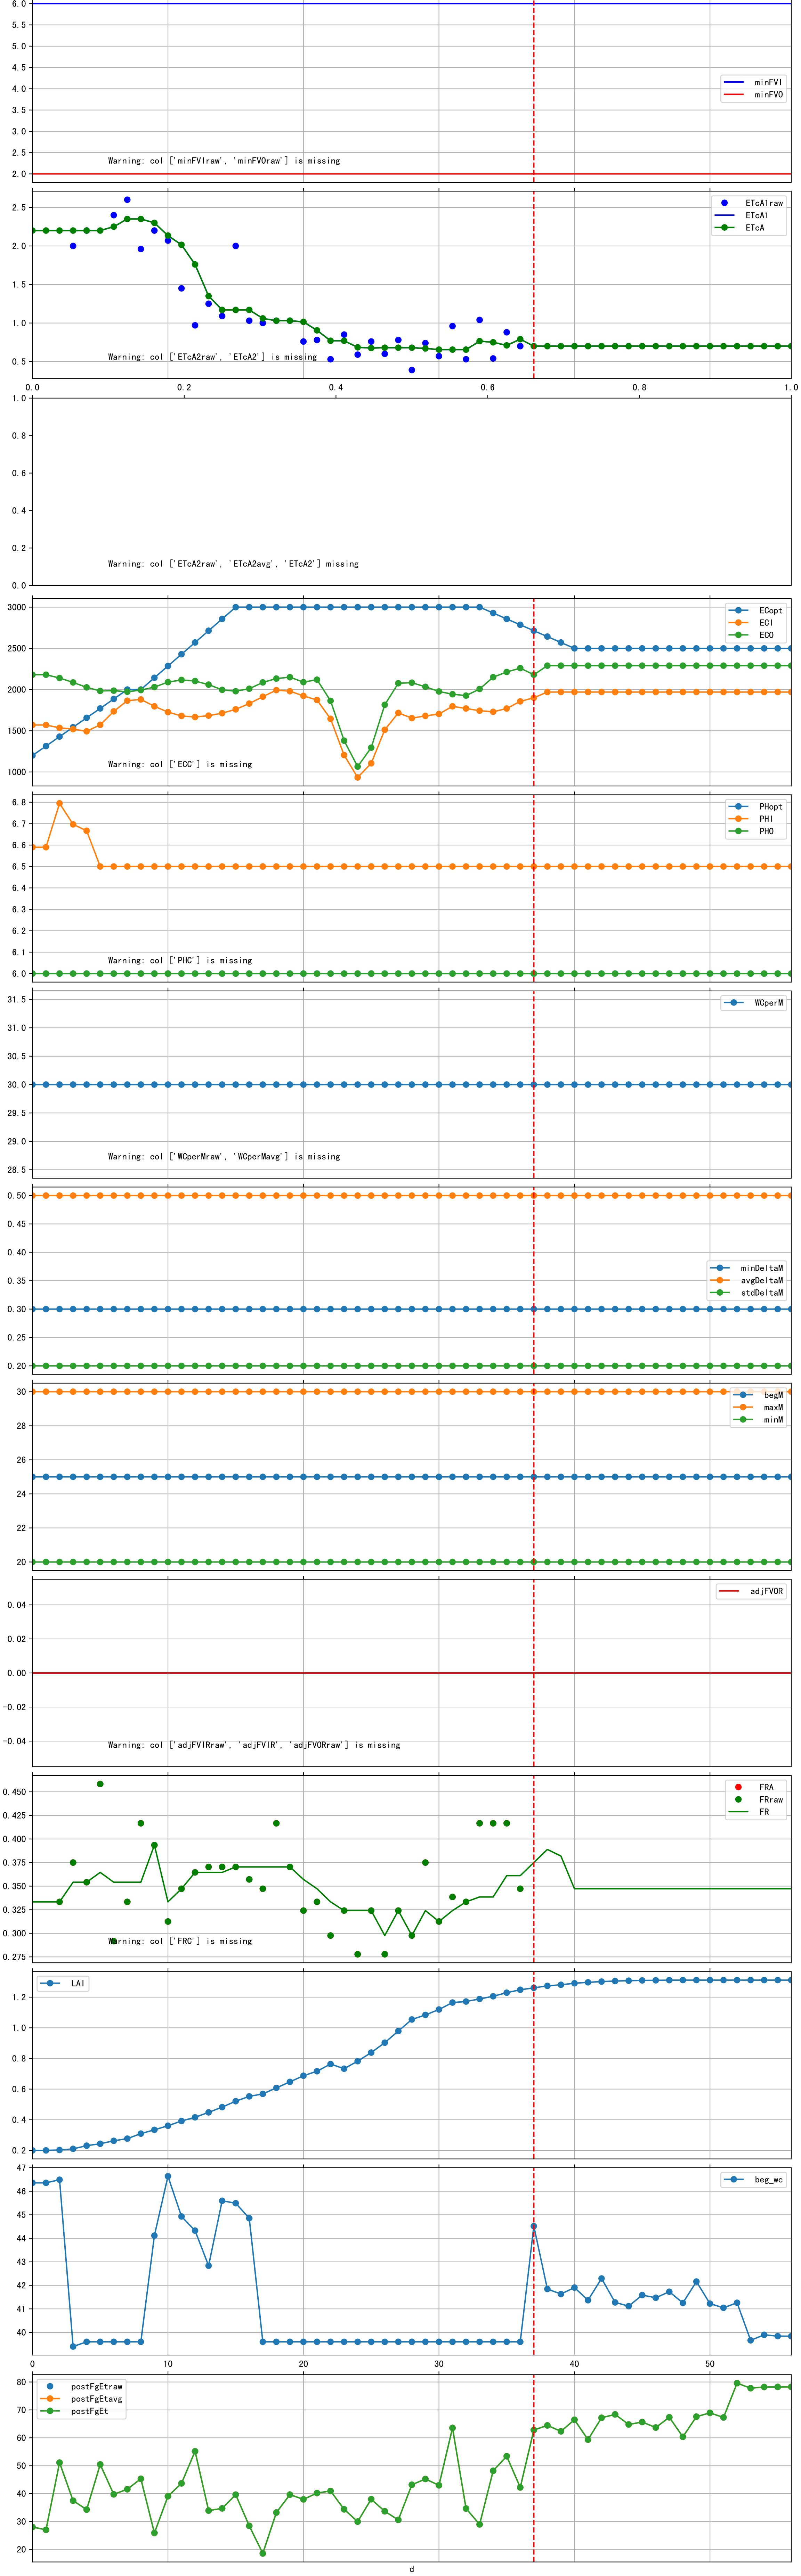 6.0
5.5
5.0
4.5
4.0
3.5
3.0
2.5
2.0
minFVI
minFVO
Warning: col ['minFVIraw', 'minFVOraw'] is missing
2.5
2.0
1.5
1.0
0.5
ETcA1raw
ETcA1
ETcA
Warning: col ['ETcA2raw', 'ETcA2'] is missing
0.0 0.2 0.4 0.6 0.8 1.0
1.0
0.8
0.6
0.4
0.2
0.0
Warning: col ['ETcA2raw', 'ETcA2avg', 'ETcA2'] missing
3000
2500
2000
1500
1000
ECopt
ECI
ECO
Warning: col ['ECC'] is missing
6.8
6.7
6.6
6.5
6.4
6.3
6.2
6.1
6.0
PHopt
PHI
PHO
Warning: col ['PHC'] is missing
31.5
31.0
30.5
30.0
29.5
29.0
28.5
WCperM
Warning: col ['WCperMraw', 'WCperMavg'] is missing
0.50
0.45
0.40
0.35
0.30
0.25
0.20
minDeltaM
avgDeltaM
stdDeltaM
30
28
26
24
22
20
begM
maxM
minM
0.04
0.02
0.00
-0.02
-0.04
adjFVOR
Warning: col ['adjFVIRraw', 'adjFVIR', 'adjFVORraw'] is missing
0.450
0.425
0.400
0.375
0.350
0.325
0.300
0.275
FRA
FRraw
FR
Warning: col ['FRC'] is missing
1.2
1.0
0.8
0.6
0.4
0.2
LAI
47
46
45
44
43
42
41
40
beg_wc
0 10 20 30 40 50
80
70
60
50
40
30
20
postFgEtraw
postFgEtavg
postFgEt
d